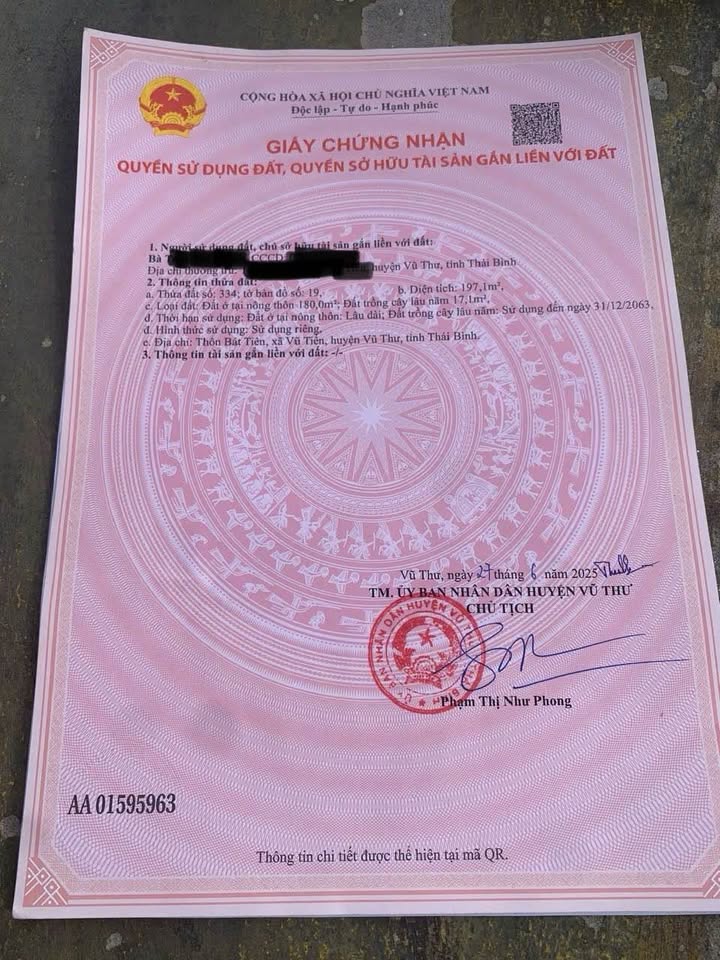 CỘNG HÒA XÃ HỘI CHỦ NGHĨA VIỆT NAM
Độc lập - Tự do - Hạnh phúc
GIẤY CHỨNG NHẬN
QUYỀN SỬ DỤNG ĐẤT, QUYỀN SỞ HỮU TÀI SẢN GẮN LIỀN VỚI ĐẤT
1. Người sử dụng đất, chủ sở hữu tài sản gắn liền với đất:
Bà CCCD
Địa chỉ thường trú: Tiến, huyện Vũ Thư, tỉnh Thái Bình
2. Thông tin thửa đất:
a. Thửa đất số: 334; tờ bản đồ số: 19, b. Diện tích: 197,1m²,
c. Loại đất: Đất ở tại nông thôn 180,0m²; Đất trồng cây lâu năm 17,1m²,
d. Thời hạn sử dụng: Đất ở tại nông thôn: Lâu dài; Đất trồng cây lâu năm: Sử dụng đến ngày 31/12/2063,
đ. Hình thức sử dụng: Sử dụng riêng,
e. Địa chỉ: Thôn Bát Tiên, xã Vũ Tiến, huyện Vũ Thư, tỉnh Thái Bình.
3. Thông tin tài sản gắn liền với đất: -/-
Vũ Thư, ngày 27 tháng 6 năm 2025
TM. ỦY BAN NHÂN DÂN HUYỆN VŨ THƯ
CHỦ TỊCH
Phạm Thị Như Phong
AA 01595963
Thông tin chi tiết được thể hiện tại mã QR.